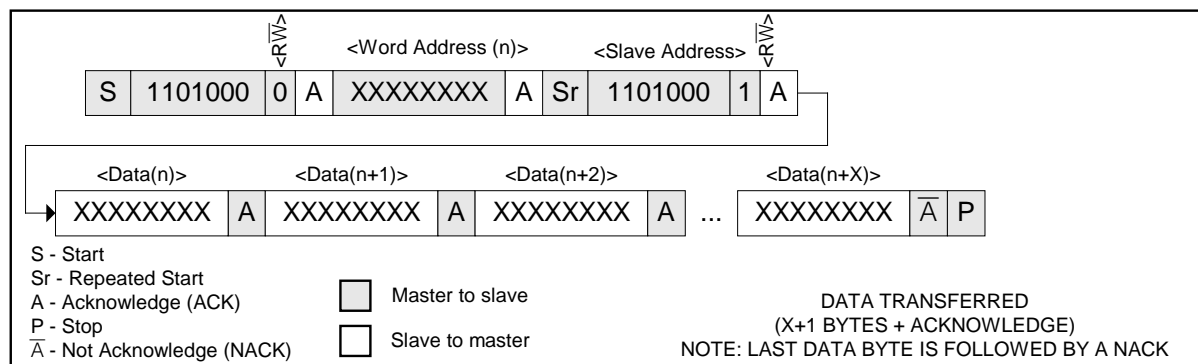 <RW̅> <Word Address (n)> <Slave Address> <RW̅>
S 1101000 0 A XXXXXXXX A Sr 1101000 1 A
<Data(n)> <Data(n+1)> <Data(n+2)> <Data(n+X)>
XXXXXXXX A XXXXXXXX A XXXXXXXX A ... XXXXXXXX A̅ P
S - Start
Sr - Repeated Start
A - Acknowledge (ACK)
P - Stop
A̅ - Not Acknowledge (NACK)
Master to slave
Slave to master
DATA TRANSFERRED
(X+1 BYTES + ACKNOWLEDGE)
NOTE: LAST DATA BYTE IS FOLLOWED BY A NACK